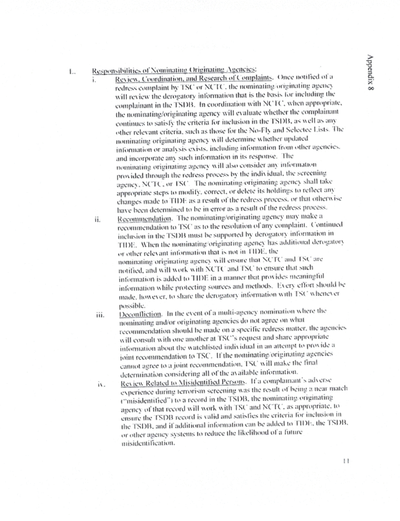 Appendix 8
L. Responsibilities of Nominating Originating Agencies:
i. Review, Coordination, and Research of Complaints. Once notified of a
redress complaint by TSC or NCTC, the nominating originating agency
will review the derogatory information that is the basis for including the
complainant in the TSDB. In coordination with NCTC, when appropriate,
the nominating/originating agency will evaluate whether the complainant
continues to satisfy the criteria for inclusion in the TSDB, as well as any
other relevant criteria, such as those for the No-Fly and Selectee Lists. The
nominating originating agency will determine whether updated
information or analysis exists, including information from other agencies,
and incorporate any such information in its response. The
nominating originating agency will also consider any information
provided through the redress process by the individual, the screening
agency, NCTC, or TSC. The nominating originating agency shall take
appropriate steps to modify, correct, or delete its holdings to reflect any
changes made to TIDE as a result of the redress process, or that otherwise
have been determined to be in error as a result of the redress process.
ii. Recommendation. The nominating/originating agency may make a
recommendation to TSC as to the resolution of any complaint. Continued
inclusion in the TSDB must be supported by derogatory information in
TIDE. When the nominating originating agency has additional derogatory
or other relevant information that is not in TIDE, the
nominating originating agency will ensure that NCTC and TSC are
notified, and will work with NCTC and TSC to ensure that such
information is added to TIDE in a manner that provides meaningful
information while protecting sources and methods. Every effort should be
made, however, to share the derogatory information with TSC whenever
possible.
iii. Deconfliction. In the event of a multi-agency nomination where the
nominating and/or originating agencies do not agree on what
recommendation should be made on a specific redress matter, the agencies
will consult with one another at TSC's request and share appropriate
information about the watchlisted individual in an attempt to provide a
joint recommendation to TSC. If the nominating originating agencies
cannot agree to a joint recommendation, TSC will make the final
determination considering all of the available information.
iv. Review Related to Misidentified Persons. If a complainant's adverse
experience during terrorism screening was the result of being a near match
("misidentified") to a record in the TSDB, the nominating originating
agency of that record will work with TSC and NCTC, as appropriate, to
ensure the TSDB record is valid and satisfies the criteria for inclusion in
the TSDB, and if additional information can be added to TIDE, the TSDB,
or other agency systems to reduce the likelihood of a future
misidentification.
11